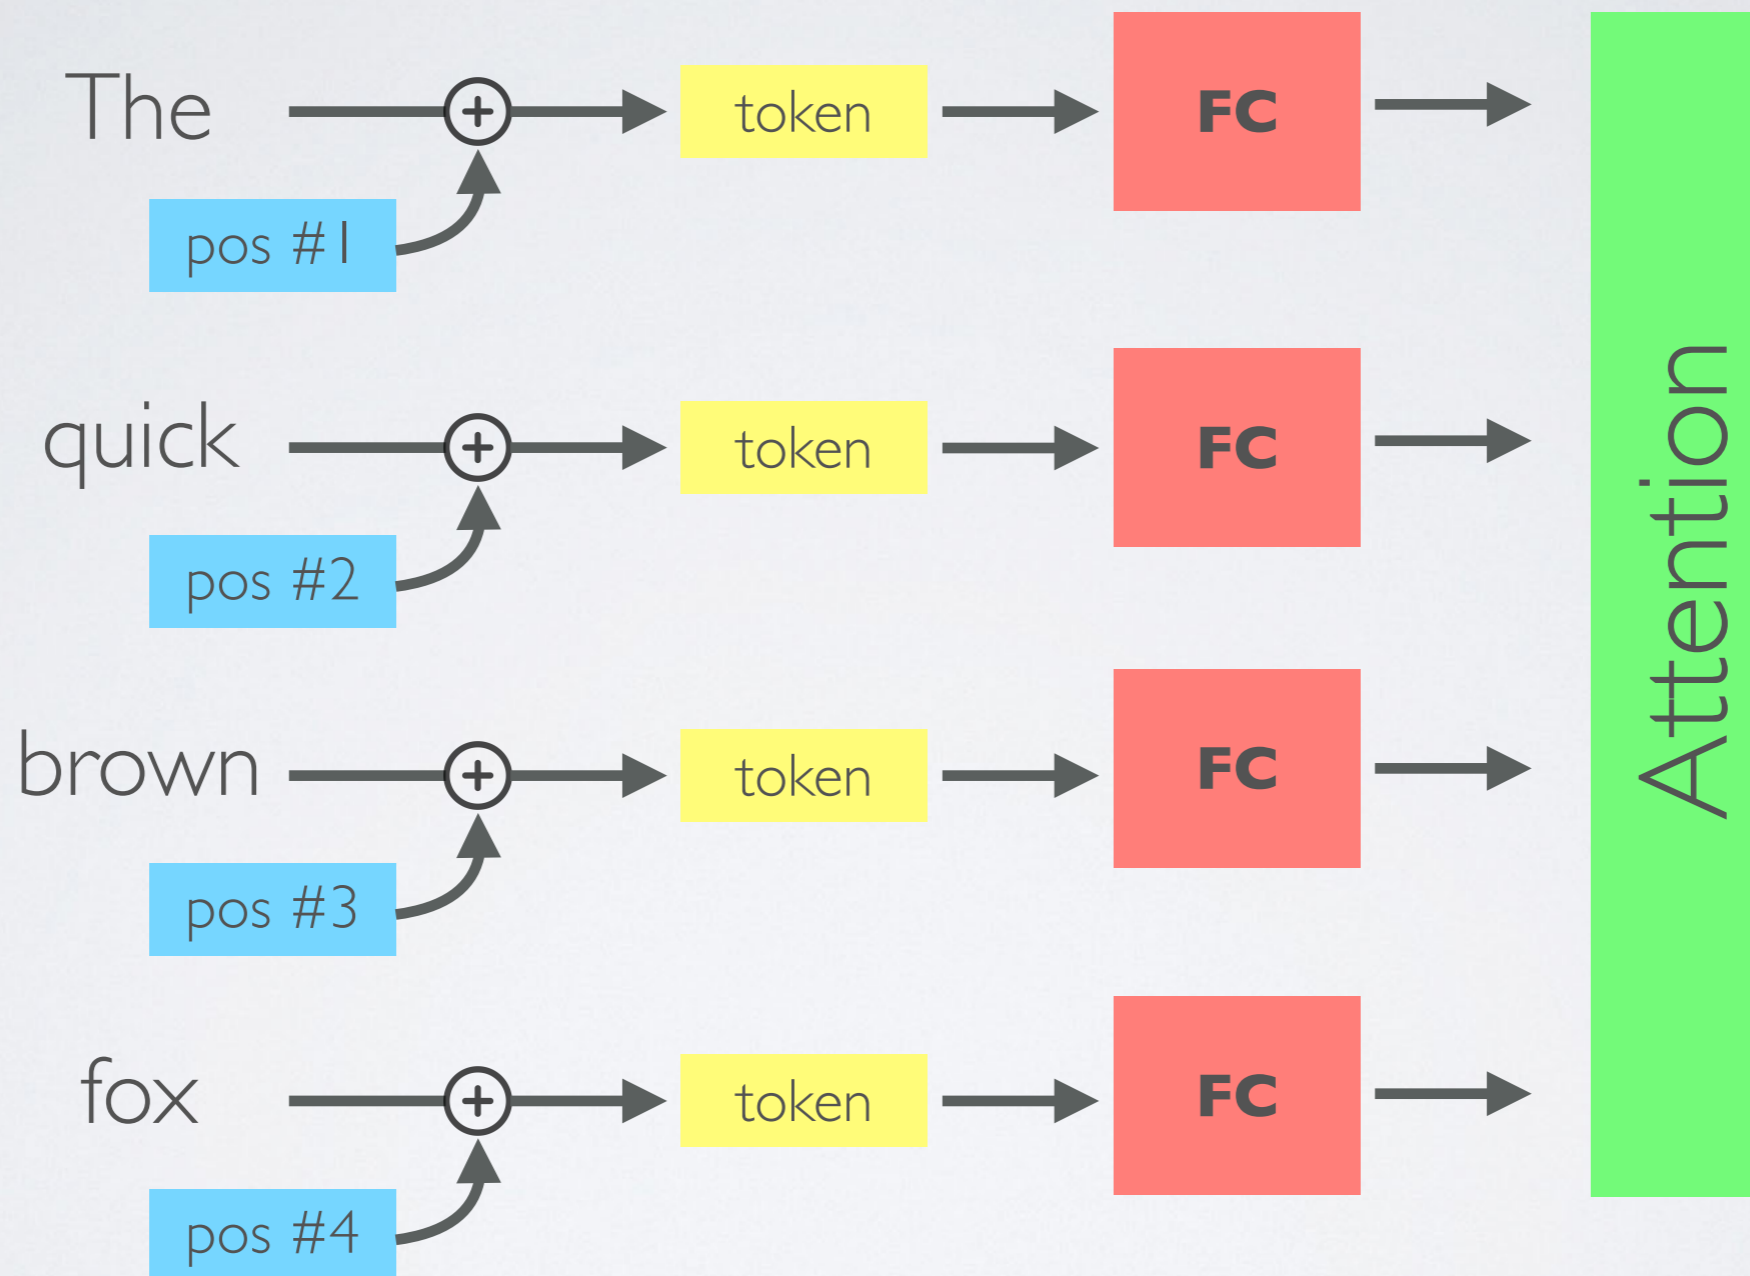 The
token
FC
pos #1
quick
token
FC
pos #2
brown
token
FC
pos #3
fox
token
FC
pos #4
Attention